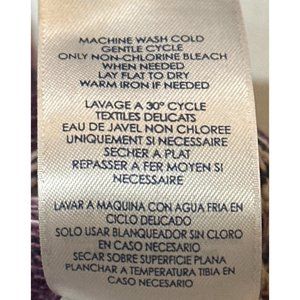 MACHINE WASH COLD
GENTLE CYCLE
ONLY NON-CHLORINE BLEACH
WHEN NEEDED
LAY FLAT TO DRY
WARM IRON IF NEEDED
LAVAGE A 30° CYCLE
TEXTILES DELICATS
EAU DE JAVEL NON CHLOREE
UNIQUEMENT SI NECESSAIRE
SECHER A PLAT
REPASSER A FER MOYEN SI
NECESSAIRE
LAVAR A MAQUINA CON AGUA FRIA EN
CICLO DELICADO
SOLO USAR BLANQUEADOR SIN CLORO
EN CASO NECESARIO
SECAR SOBRE SUPERFICIE PLANA
PLANCHAR A TEMPERATURA TIBIA EN
CASO NECESARIO